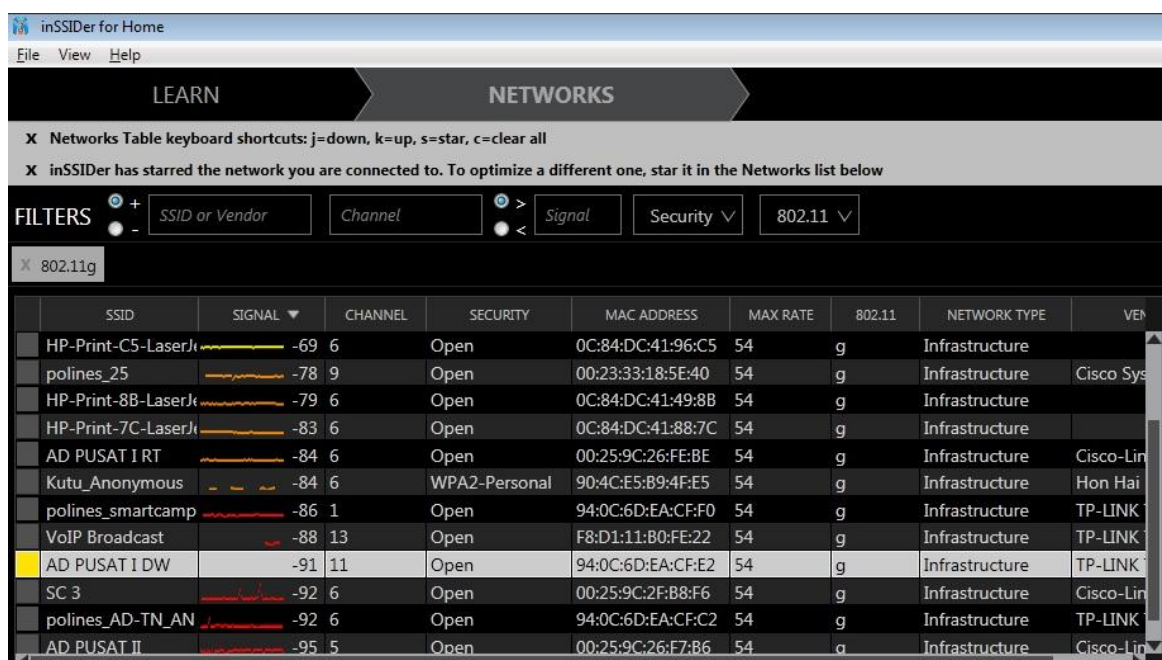 inSSIDer for Home
File View Help
LEARN NETWORKS
X Networks Table keyboard shortcuts: j=down, k=up, s=star, c=clear all
X inSSIDer has starred the network you are connected to. To optimize a different one, star it in the Networks list below
FILTERS + - SSID or Vendor Channel > < Signal Security 802.11
X 802.11g
SSID SIGNAL ▼ CHANNEL SECURITY MAC ADDRESS MAX RATE 802.11 NETWORK TYPE VEN
HP-Print-C5-LaserJe -69 6 Open 0C:84:DC:41:96:C5 54 g Infrastructure
polines_25 -78 9 Open 00:23:33:18:5E:40 54 g Infrastructure Cisco Sys
HP-Print-8B-LaserJe -79 6 Open 0C:84:DC:41:49:8B 54 g Infrastructure
HP-Print-7C-LaserJe -83 6 Open 0C:84:DC:41:88:7C 54 g Infrastructure
AD PUSAT I RT -84 6 Open 00:25:9C:26:FE:BE 54 g Infrastructure Cisco-Lin
Kutu_Anonymous -84 6 WPA2-Personal 90:4C:E5:B9:4F:E5 54 g Infrastructure Hon Hai
polines_smartcamp -86 1 Open 94:0C:6D:EA:CF:F0 54 g Infrastructure TP-LINK
VoIP Broadcast -88 13 Open F8:D1:11:B0:FE:22 54 g Infrastructure TP-LINK
AD PUSAT I DW -91 11 Open 94:0C:6D:EA:CF:E2 54 g Infrastructure TP-LINK
SC 3 -92 6 Open 00:25:9C:2F:B8:F6 54 g Infrastructure Cisco-Lin
polines_AD-TN_AN -92 6 Open 94:0C:6D:EA:CF:C2 54 g Infrastructure TP-LINK
AD PUSAT II -95 5 Open 00:25:9C:26:F7:B6 54 g Infrastructure Cisco-Lin